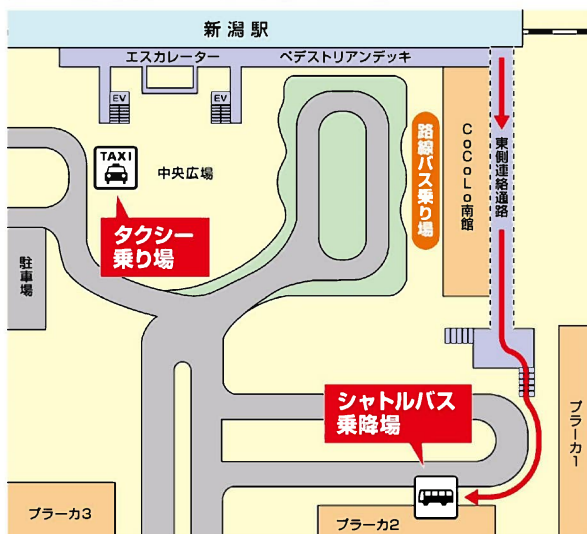 新潟駅
エスカレーター
ペデストリアンデッキ
EV
EV
TAXI
中央広場
タクシー
乗り場
路線バス乗り場
CoCoLo南館
東側連絡通路
駐車場
シャトルバス
乗降場
プラーカ1
プラーカ2
プラーカ3